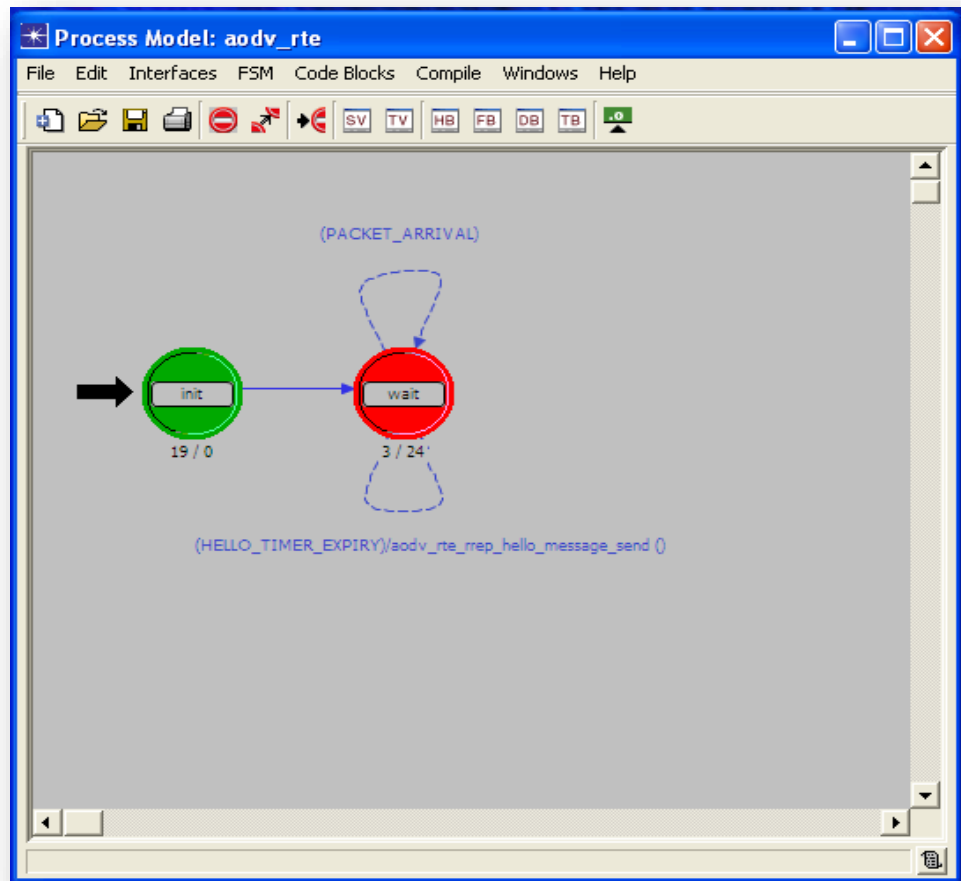 Process Model: aodv_rte
File Edit Interfaces FSM Code Blocks Compile Windows Help
SV TV HB FB DB TB .0
(PACKET_ARRIVAL)
init wait
19 / 0 3 / 24
(HELLO_TIMER_EXPIRY)/aodv_rte_rrep_hello_message_send ()